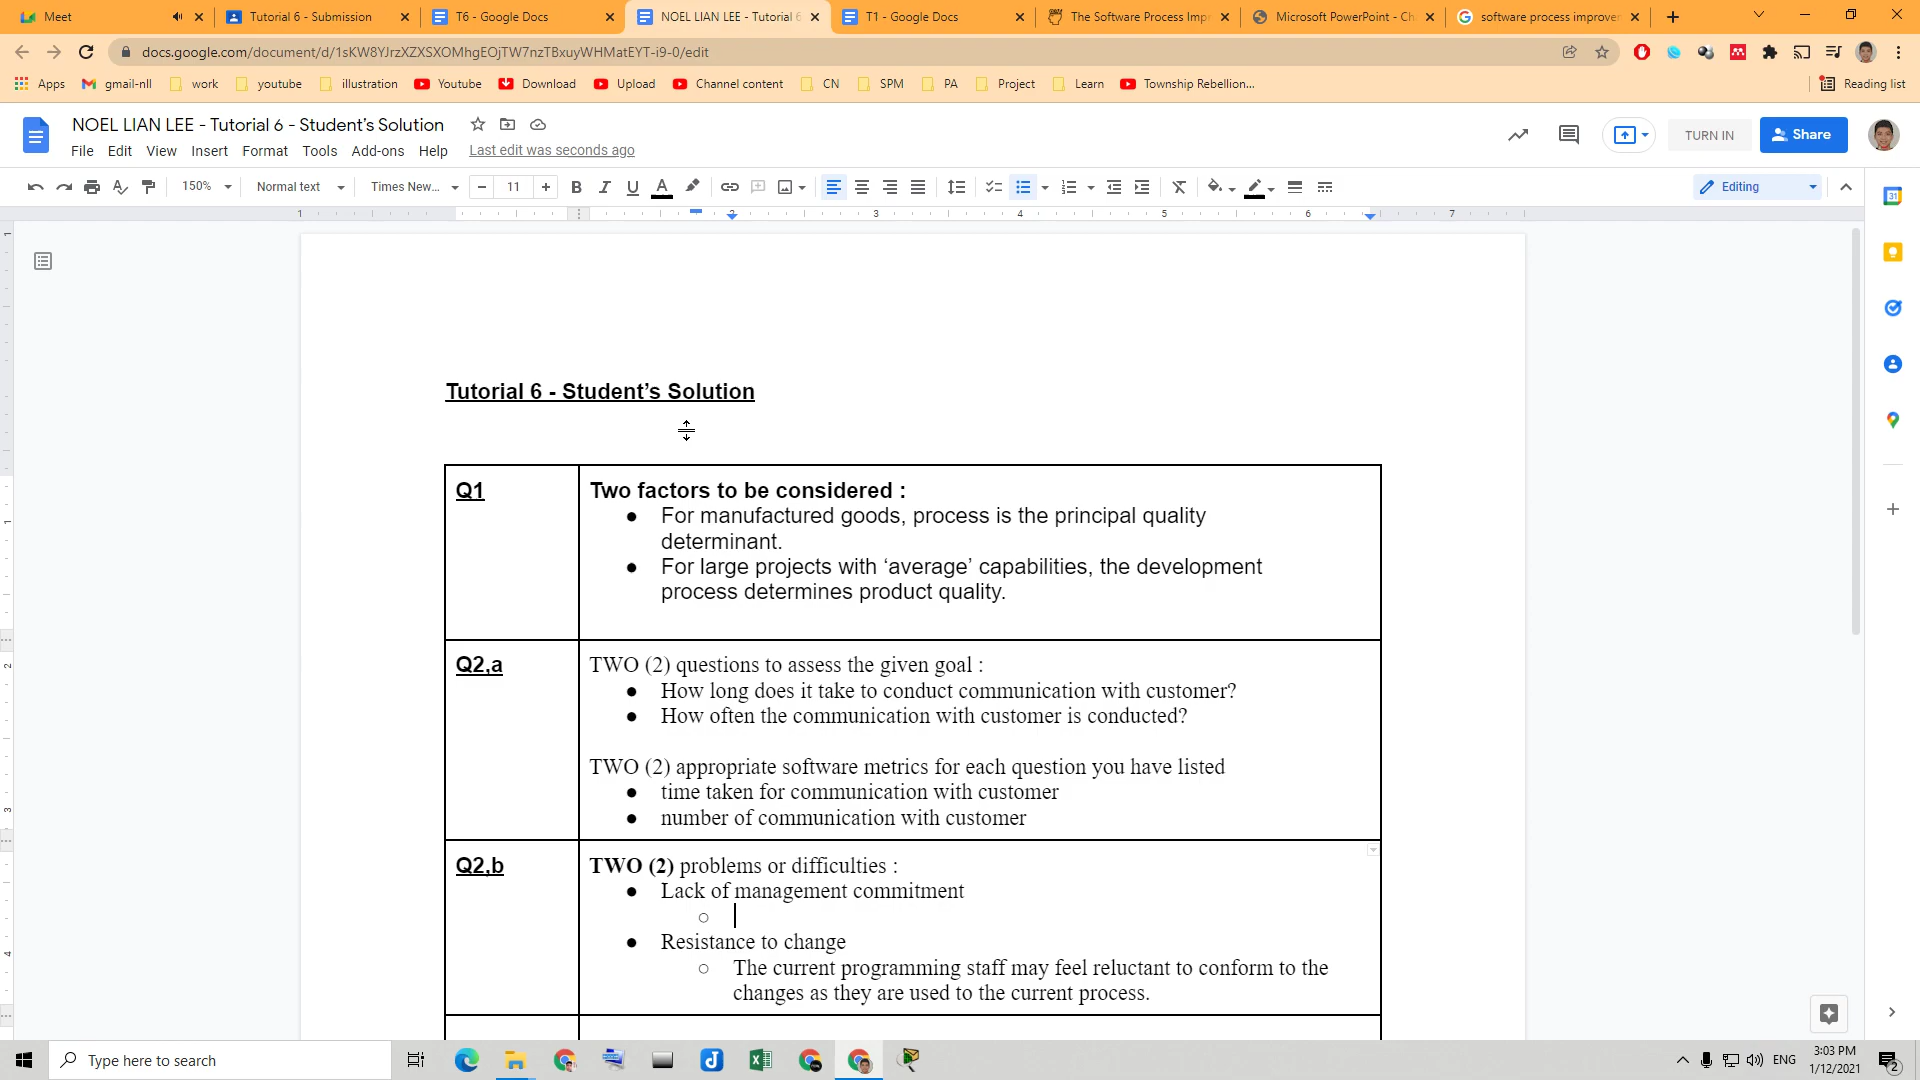 Meet
Tutorial 6 - Submission
T6 - Google Docs
NOEL LIAN LEE - Tutorial 6
T1 - Google Docs
The Software Process Impr
Microsoft PowerPoint - Ch
software process improven
docs.google.com/document/d/1sKW8YJrzXZXSXOMhgEOjTW7nzTBxuyWHMatEYT-i9-0/edit
Apps
gmail-nll
work
youtube
illustration
Youtube
Download
Upload
Channel content
CN
SPM
PA
Project
Learn
Township Rebellion...
Reading list
NOEL LIAN LEE - Tutorial 6 - Student's Solution
File Edit View Insert Format Tools Add-ons Help
Last edit was seconds ago
TURN IN
Share
150%
Normal text
Times New...
11
Editing
1 2 3 4 5 6 7
Tutorial 6 - Student's Solution
Q1
Two factors to be considered :
● For manufactured goods, process is the principal quality
determinant.
● For large projects with ‘average’ capabilities, the development
process determines product quality.
Q2,a
TWO (2) questions to assess the given goal :
● How long does it take to conduct communication with customer?
● How often the communication with customer is conducted?
TWO (2) appropriate software metrics for each question you have listed
● time taken for communication with customer
● number of communication with customer
Q2,b
TWO (2) problems or difficulties :
● Lack of management commitment
○
● Resistance to change
○ The current programming staff may feel reluctant to conform to the
changes as they are used to the current process.
Type here to search
ENG
3:03 PM
1/12/2021
2